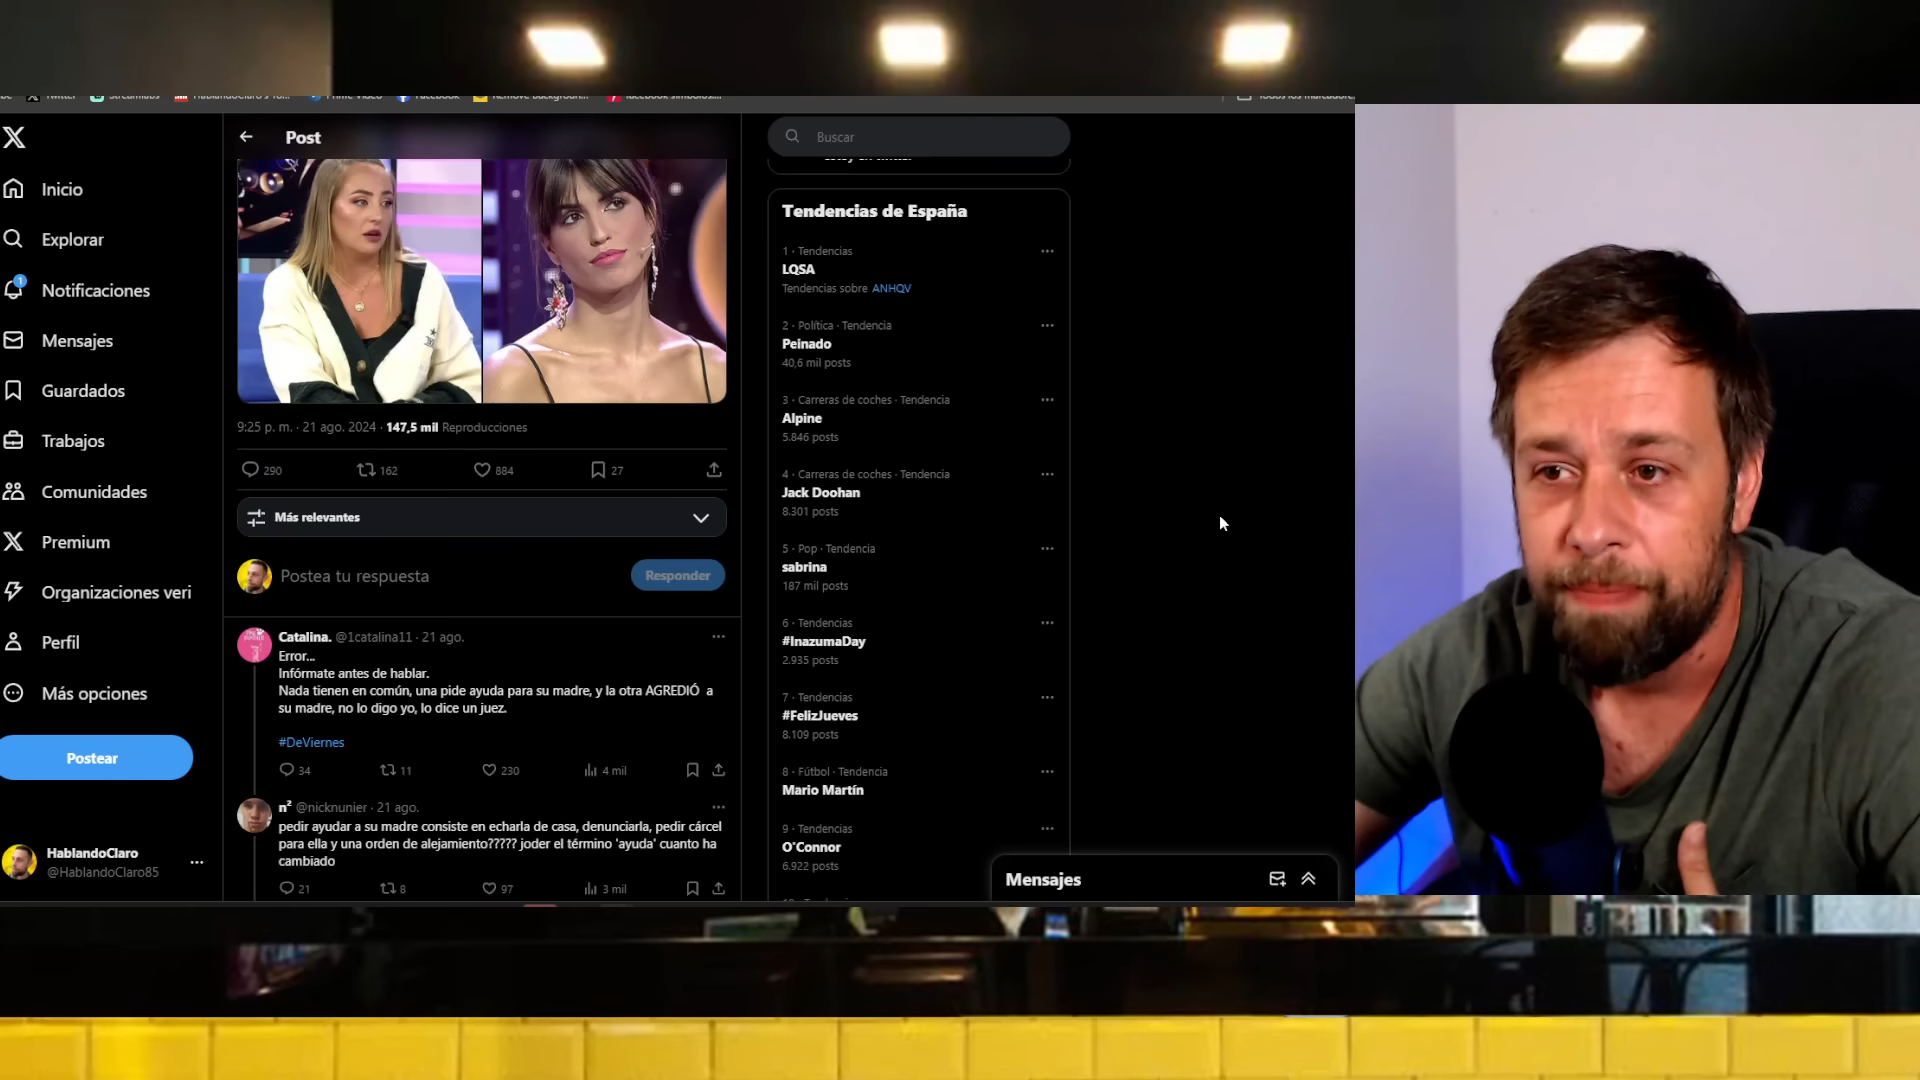 Post
Inicio
Explorar
1
Notificaciones
Mensajes
Guardados
Trabajos
Comunidades
Premium
Organizaciones veri
Perfil
Más opciones
Postear
HablandoClaro
@HablandoClaro85
9:25 p. m. · 21 ago. 2024 · 147,5 mil Reproducciones
290
162
884
27
Más relevantes
Postea tu respuesta
Responder
Catalina. @1catalina11 · 21 ago.
Error...
Infórmate antes de hablar.
Nada tienen en común, una pide ayuda para su madre, y la otra AGREDIÓ a
su madre, no lo digo yo, lo dice un juez.
#DeViernes
34
11
230
4 mil
n² @nicknunier · 21 ago.
pedir ayudar a su madre consiste en echarla de casa, denunciarla, pedir cárcel
para ella y una orden de alejamiento????? joder el término 'ayuda' cuanto ha
cambiado
21
8
97
3 mil
Buscar
Tendencias de España
1 · Tendencias
LQSA
Tendencias sobre ANHQV
2 · Política · Tendencia
Peinado
40,6 mil posts
3 · Carreras de coches · Tendencia
Alpine
5.846 posts
4 · Carreras de coches · Tendencia
Jack Doohan
8.301 posts
5 · Pop · Tendencia
sabrina
187 mil posts
6 · Tendencias
#InazumaDay
2.935 posts
7 · Tendencias
#FelizJueves
8.109 posts
8 · Fútbol · Tendencia
Mario Martín
9 · Tendencias
O'Connor
6.922 posts
Mensajes